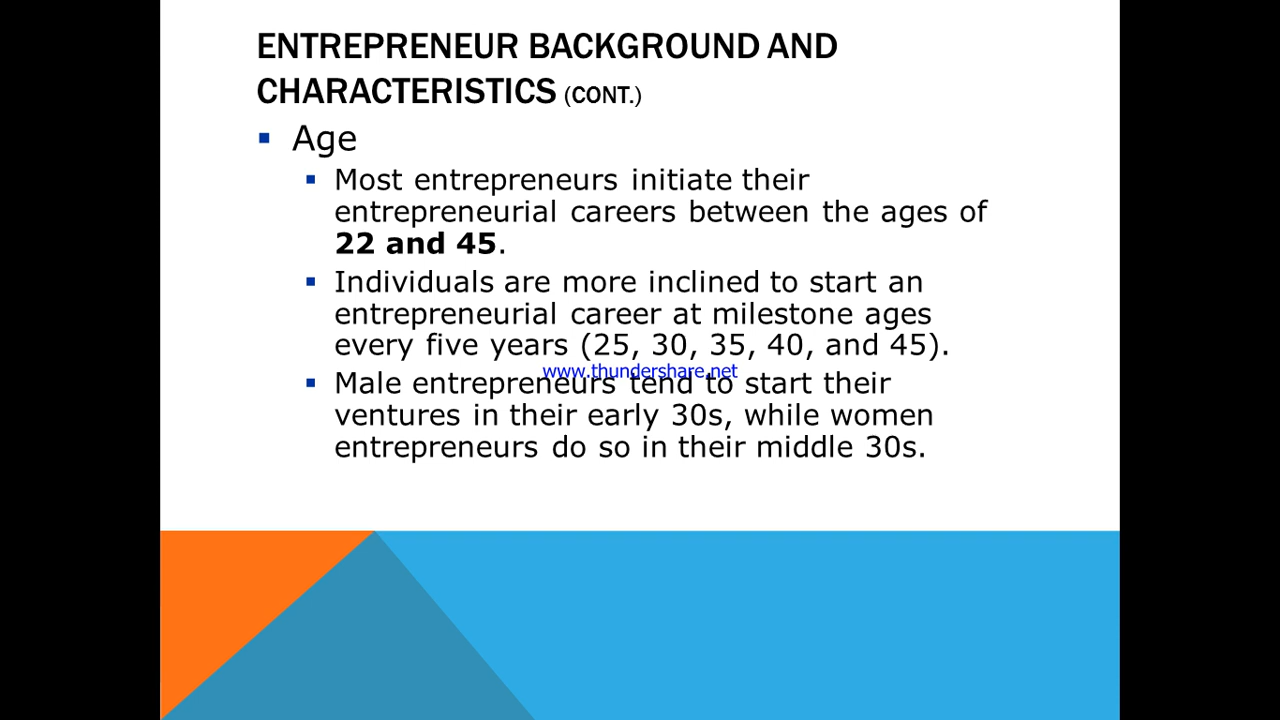 ENTREPRENEUR BACKGROUND AND
CHARACTERISTICS (CONT.)
▪ Age
▪ Most entrepreneurs initiate their
entrepreneurial careers between the ages of
22 and 45.
▪ Individuals are more inclined to start an
entrepreneurial career at milestone ages
every five years (25, 30, 35, 40, and 45).
www.thundershare.net
▪ Male entrepreneurs tend to start their
ventures in their early 30s, while women
entrepreneurs do so in their middle 30s.